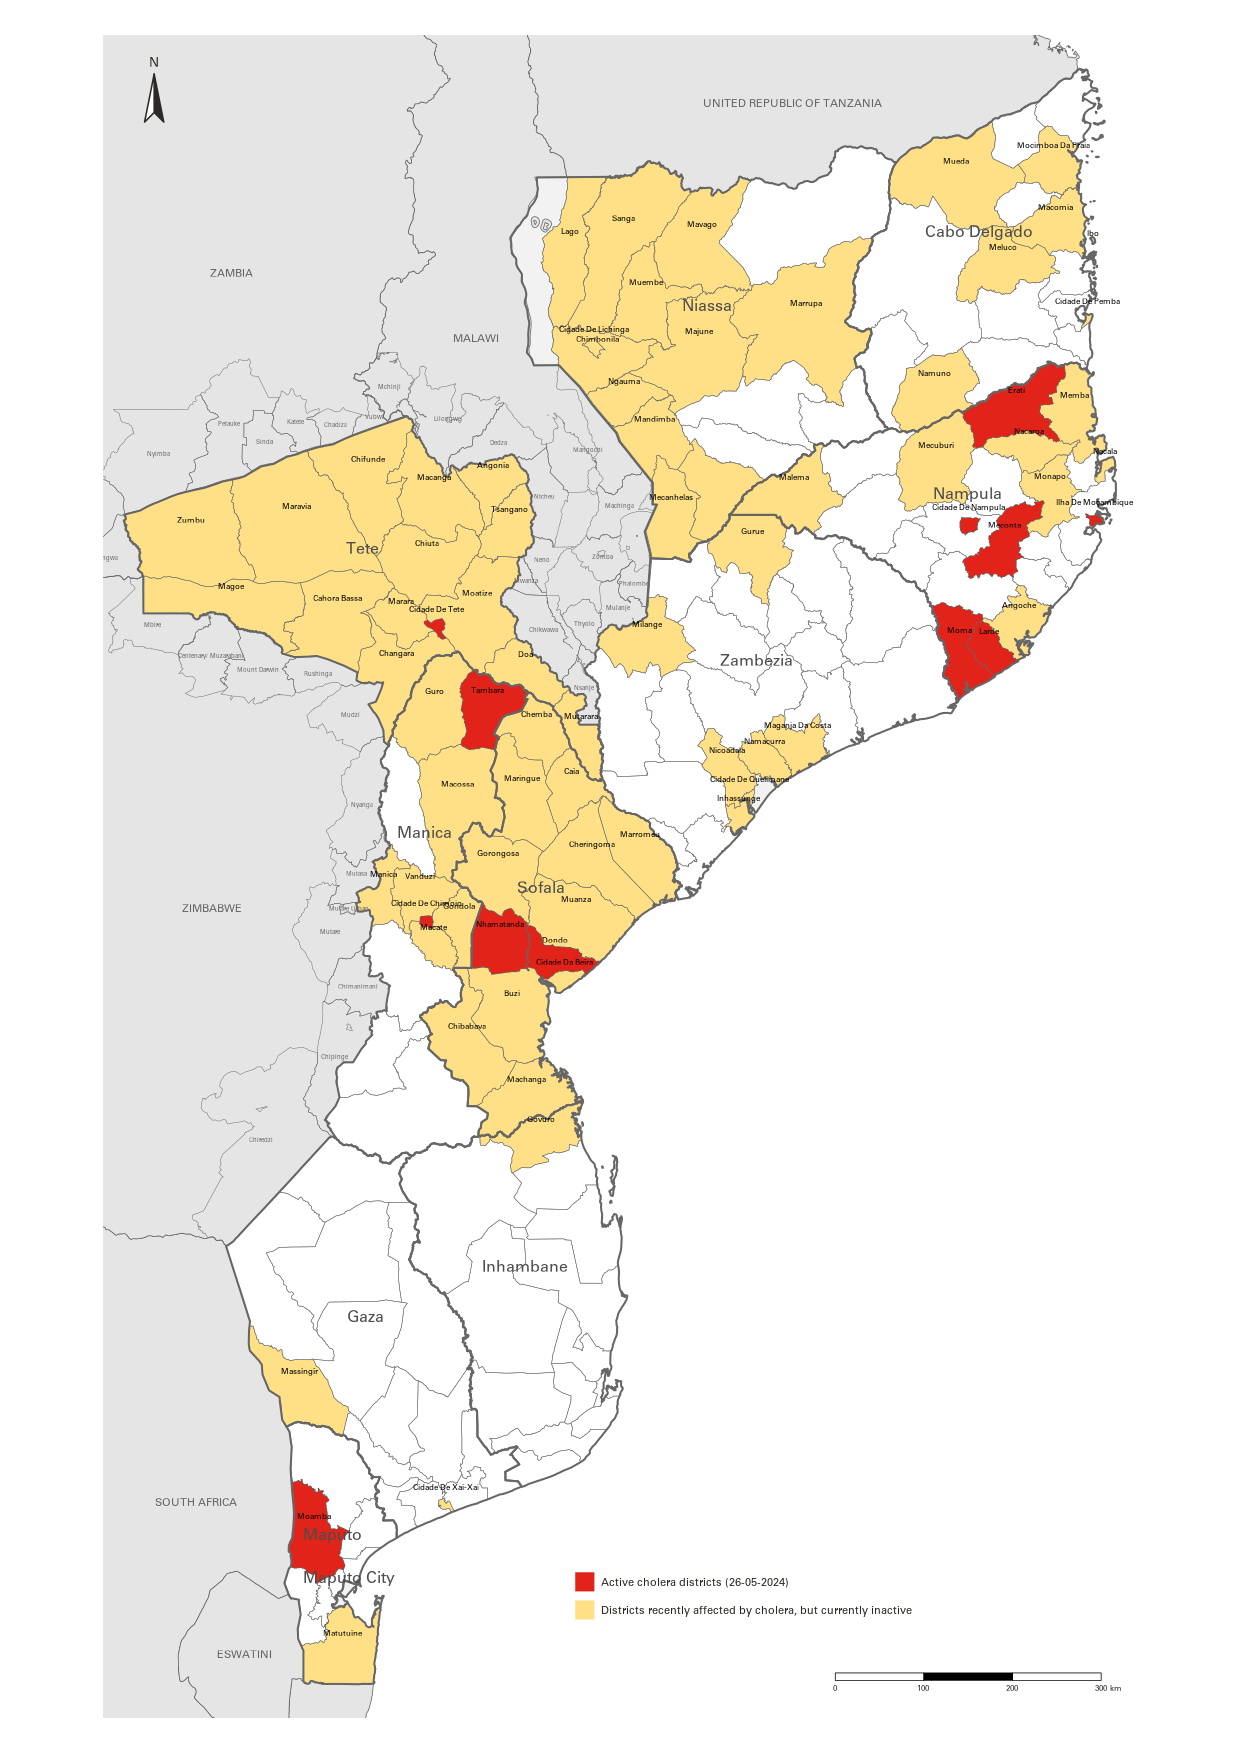 N
UNITED REPUBLIC OF TANZANIA
Mocimboa Da Praia
Mueda
Macomia
Sanga
Mavago
Lago
Cabo Delgado
Ibo
Meluco
ZAMBIA
Muembe
Niassa
Marrupa
Cidade De Pemba
Cidade De Lichinga
Majune
MALAWI
Chimbonila
Namuno
Ngauma
Mchinji
Erati
Memba
Vubwi
Lilongwe
Mandimba
Petauke
Katete
Chadiza
Nacaroa
Sinda
Dedza
Mecuburi
Nyimba
Mangochi
Nacala
Chifunde
Angonia
Macanga
Malema
Monapo
Nampula
Ntcheu
Mecanhelas
Ilha De Mozambique
Maravia
Machinga
Cidade De Nampula
Tsangano
Zumbu
Meconta
Gurue
Tete
Chiuta
Neno
Zomba
Mwanza
Phalombe
Magoe
Moatize
Cahora Bassa
Marara
Angoche
Cidade De Tete
Mulanje
Mbire
Thyolo
Milange
Chikwawa
Moma
Larde
Changara
Doa
Centenary Muzarabani
Zambezia
Mount Darwin
Rushinga
Nsanje
Guro
Tambara
Mudzi
Chemba
Mutarara
Maganja Da Costa
Namacurra
Nicoadala
Caia
Maringue
Cidade De Quelimane
Macossa
Inhassunge
Nyanga
Manica
Marromeu
Cheringoma
Gorongosa
Mutasa
Manica
Vanduzi
Sofala
Muanza
Cidade De Chimoio
Gondola
ZIMBABWE
Mutare Urban
Nhamatanda
Macate
Mutare
Dondo
Cidade Da Beira
Chimanimani
Buzi
Chibabava
Chipinge
Machanga
Govuro
Chiredzi
Inhambane
Gaza
Massingir
Cidade De Xai-Xai
SOUTH AFRICA
Moamba
Maputo
Maputo City
Active cholera districts (26-05-2024)
Districts recently affected by cholera, but currently inactive
Matutuine
ESWATINI
0 100 200 300 km